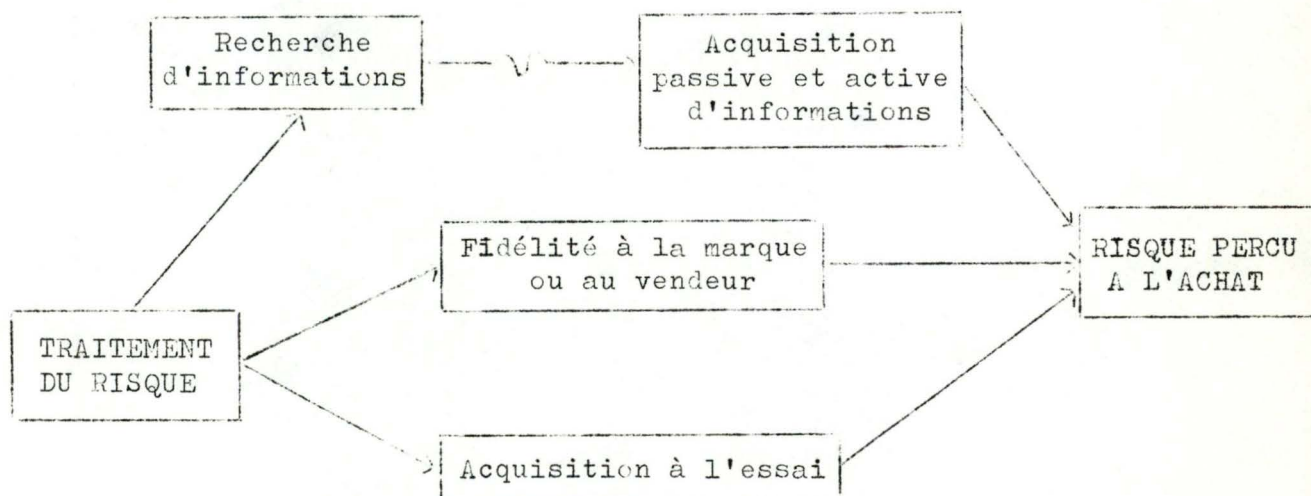 Recherche
d'informations
Acquisition
passive et active
d'informations
Fidélité à la marque
ou au vendeur
RISQUE PERCU
A L'ACHAT
TRAITEMENT
DU RISQUE
Acquisition à l'essai